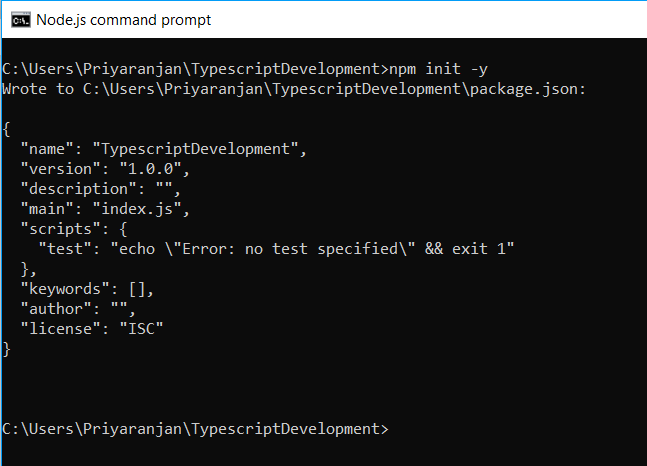 Node.js command prompt
C:\Users\Priyaranjan\TypescriptDevelopment>npm init -y
Wrote to C:\Users\Priyaranjan\TypescriptDevelopment\package.json:
{
  "name": "TypescriptDevelopment",
  "version": "1.0.0",
  "description": "",
  "main": "index.js",
  "scripts": {
    "test": "echo \"Error: no test specified\" && exit 1"
  },
  "keywords": [],
  "author": "",
  "license": "ISC"
}
C:\Users\Priyaranjan\TypescriptDevelopment>